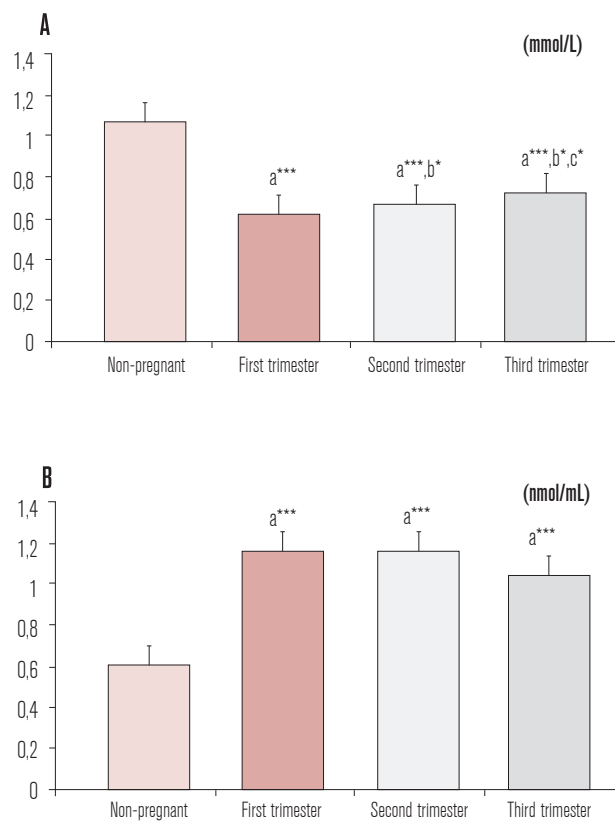 A
(mmol/L)
1,4
1,2
1
0,8
0,6
0,4
0,2
0
a***
a***,b*
a***,b*,c*
Non-pregnant First trimester Second trimester Third trimester
B
(nmol/mL)
1,4
1,2
1
0,8
0,6
0,4
0,2
0
a***
a***
a***
Non-pregnant First trimester Second trimester Third trimester